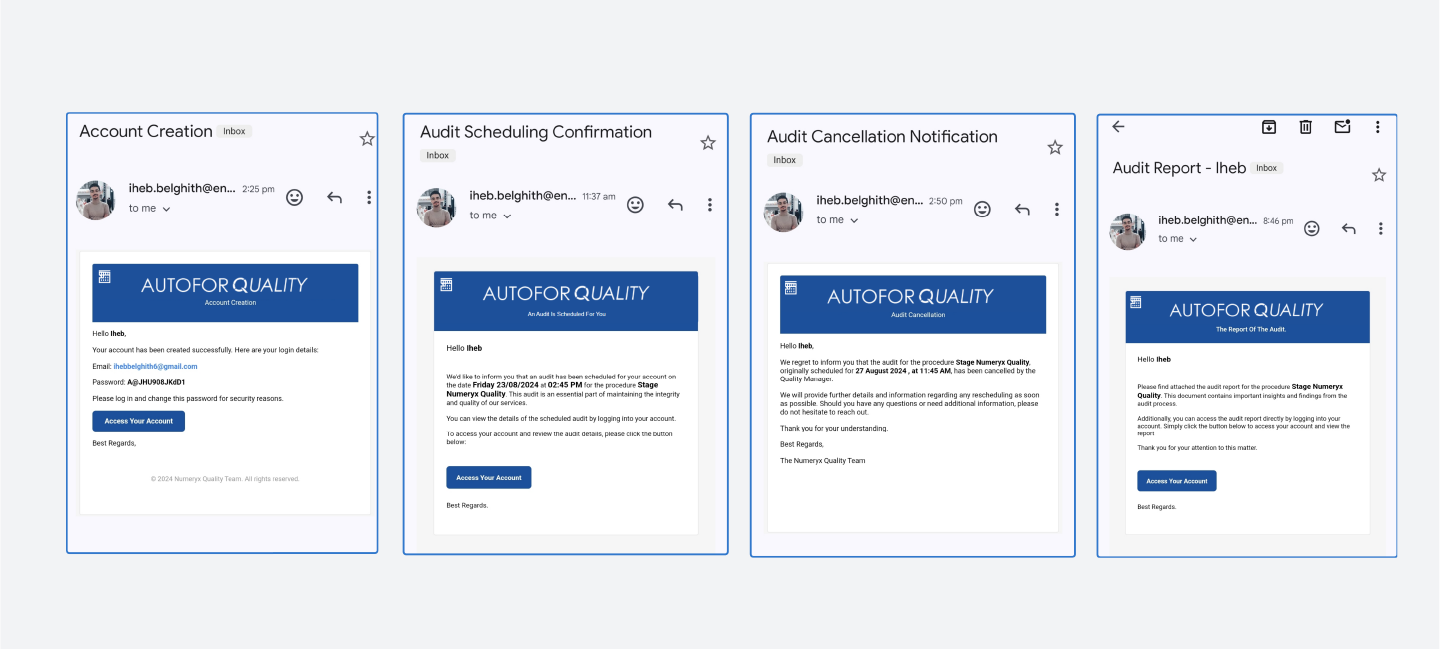 Account Creation Inbox
iheb.belghith@en... 2:25 pm
to me
AUTOFOR QUALITY
Account Creation
Hello Iheb,
Your account has been created successfully. Here are your login details:
Email: ihebbelghith6@gmail.com
Password: A@JHU908JKdD1
Please log in and change this password for security reasons.
Access Your Account
Best Regards,
© 2024 Numeryx Quality Team. All rights reserved.
Audit Scheduling Confirmation
Inbox
iheb.belghith@en... 11:37 am
to me
AUTOFOR QUALITY
An Audit Is Scheduled For You
Hello Iheb
We'd like to inform you that an audit has been scheduled for your account on
the date Friday 23/08/2024 at 02:45 PM for the procedure Stage
Numeryx Quality. This audit is an essential part of maintaining the integrity
and quality of our services.
You can view the details of the scheduled audit by logging into your account.
To access your account and review the audit details, please click the button
below:
Access Your Account
Best Regards.
Audit Cancellation Notification
Inbox
iheb.belghith@en... 2:50 pm
to me
AUTOFOR QUALITY
Audit Cancellation
Hello Iheb,
We regret to inform you that the audit for the procedure Stage Numeryx Quality,
originally scheduled for 27 August 2024 , at 11:45 AM, has been cancelled by the
Quality Manager.
We will provide further details and information regarding any rescheduling as soon
as possible. Should you have any questions or need additional information, please
do not hesitate to reach out.
Thank you for your understanding.
Best Regards,
The Numeryx Quality Team
Audit Report - Iheb Inbox
iheb.belghith@en... 8:46 pm
to me
AUTOFOR QUALITY
The Report Of The Audit.
Hello Iheb
Please find attached the audit report for the procedure Stage Numeryx
Quality. This document contains important insights and findings from the
audit process.
Additionally, you can access the audit report directly by logging into your
account. Simply click the button below to access your account and view the
report
Thank you for your attention to this matter.
Access Your Account
Best Regards.